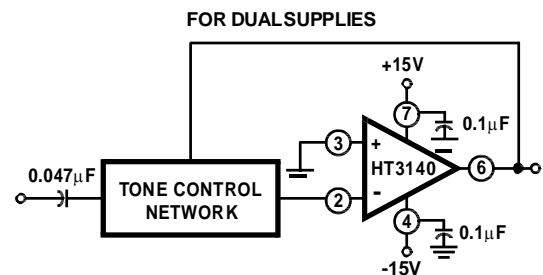 FOR DUALSUPPLIES
+15V
7
0.1μF
3
+
HT3140
6
0.047μF
TONE CONTROL
NETWORK
2
-
4
0.1μF
-15V